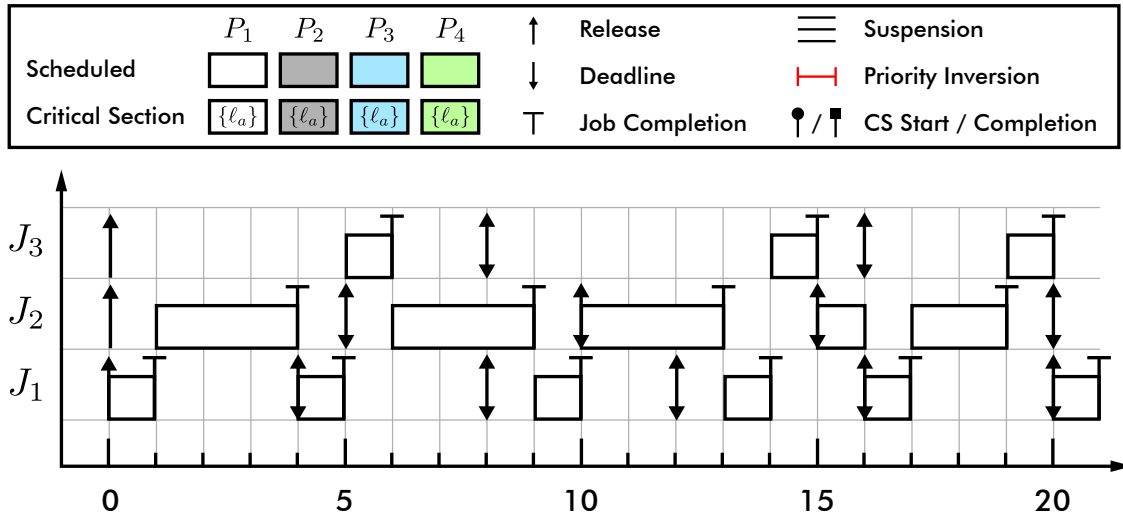 P₁ P₂ P₃ P₄ Release Suspension
Scheduled Deadline Priority Inversion
Critical Section {ℓₐ} {ℓₐ} {ℓₐ} {ℓₐ} Job Completion / CS Start / Completion
J₃
J₂
J₁
0 5 10 15 20